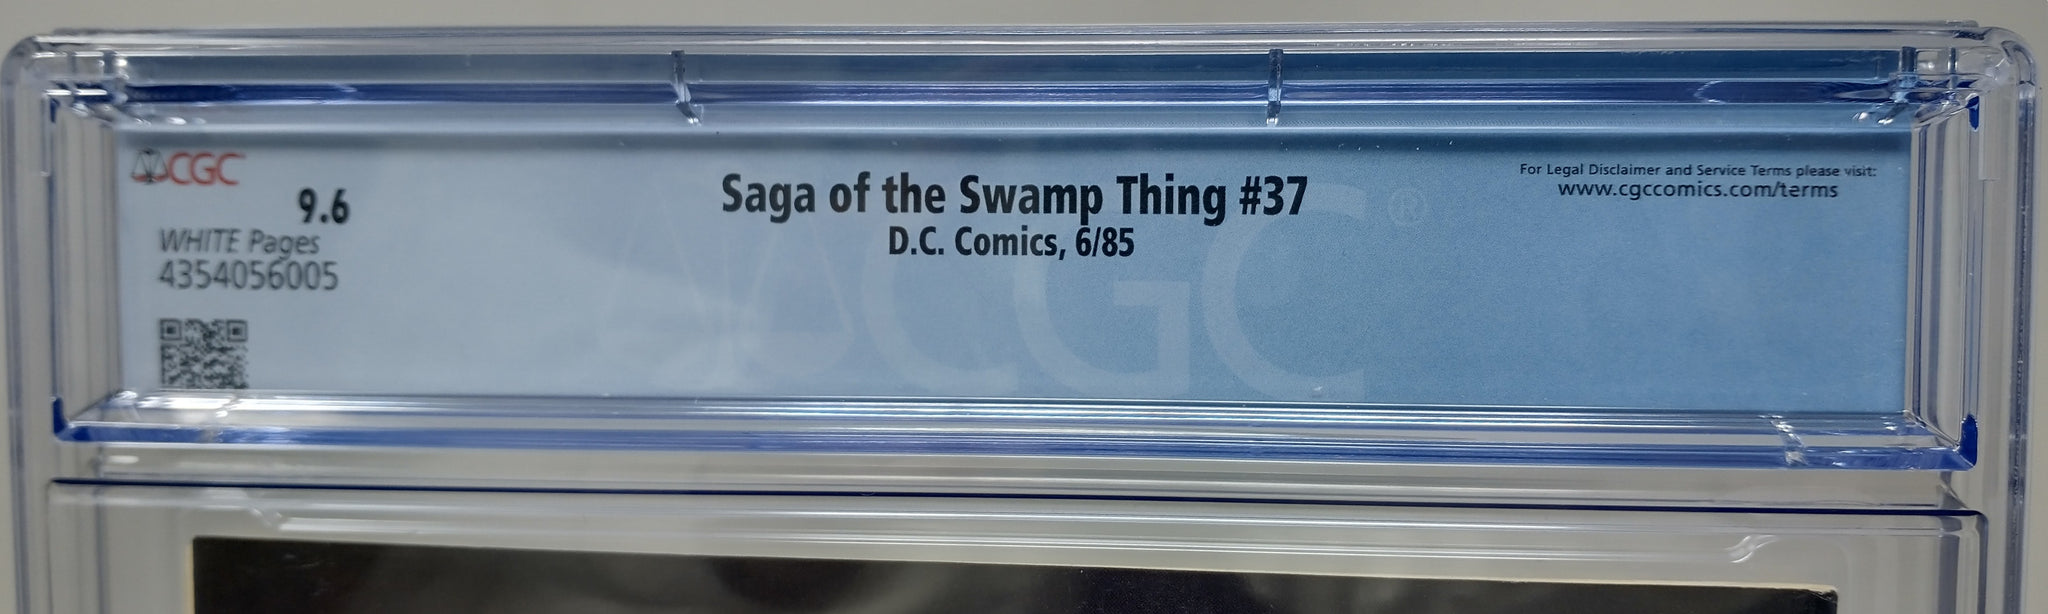 CGC
9.6
WHITE Pages
4354056005
Saga of the Swamp Thing #37
D.C. Comics, 6/85
CGC®
For Legal Disclaimer and Service Terms please visit:
www.cgccomics.com/terms